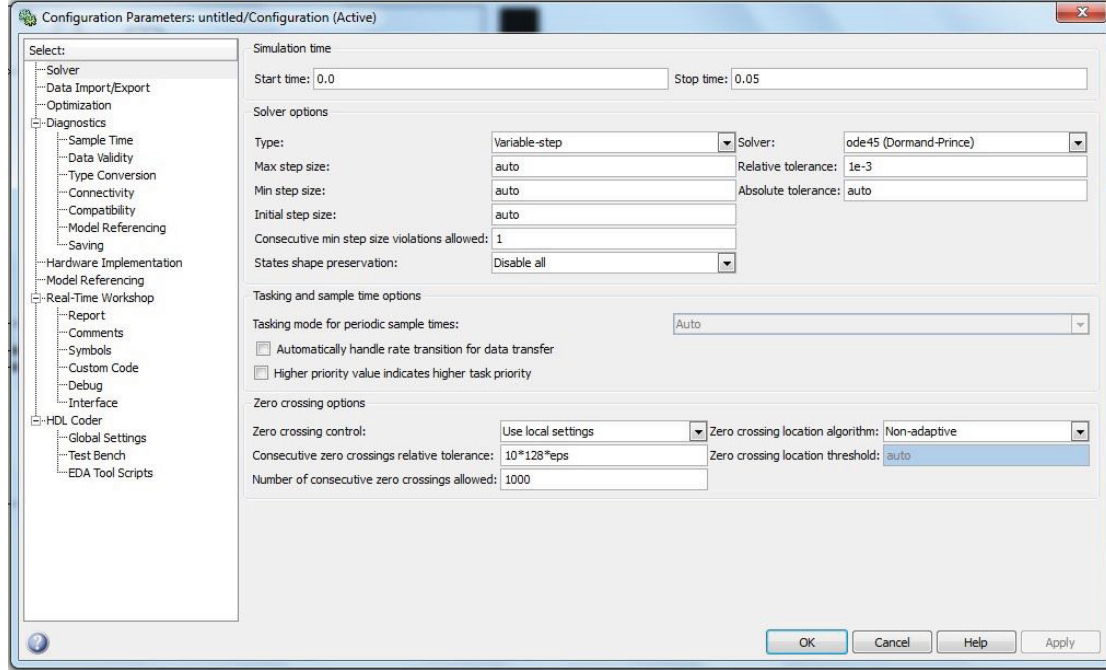 Configuration Parameters: untitled/Configuration (Active)
Select:
Solver
Data Import/Export
Optimization
Diagnostics
Sample Time
Data Validity
Type Conversion
Connectivity
Compatibility
Model Referencing
Saving
Hardware Implementation
Model Referencing
Real-Time Workshop
Report
Comments
Symbols
Custom Code
Debug
Interface
HDL Coder
Global Settings
Test Bench
EDA Tool Scripts
Simulation time
Start time: 0.0 Stop time: 0.05
Solver options
Type: Variable-step Solver: ode45 (Dormand-Prince)
Max step size: auto Relative tolerance: 1e-3
Min step size: auto Absolute tolerance: auto
Initial step size: auto
Consecutive min step size violations allowed: 1
States shape preservation: Disable all
Tasking and sample time options
Tasking mode for periodic sample times: Auto
Automatically handle rate transition for data transfer
Higher priority value indicates higher task priority
Zero crossing options
Zero crossing control: Use local settings Zero crossing location algorithm: Non-adaptive
Consecutive zero crossings relative tolerance: 10*128*eps Zero crossing location threshold: auto
Number of consecutive zero crossings allowed: 1000
OK Cancel Help Apply